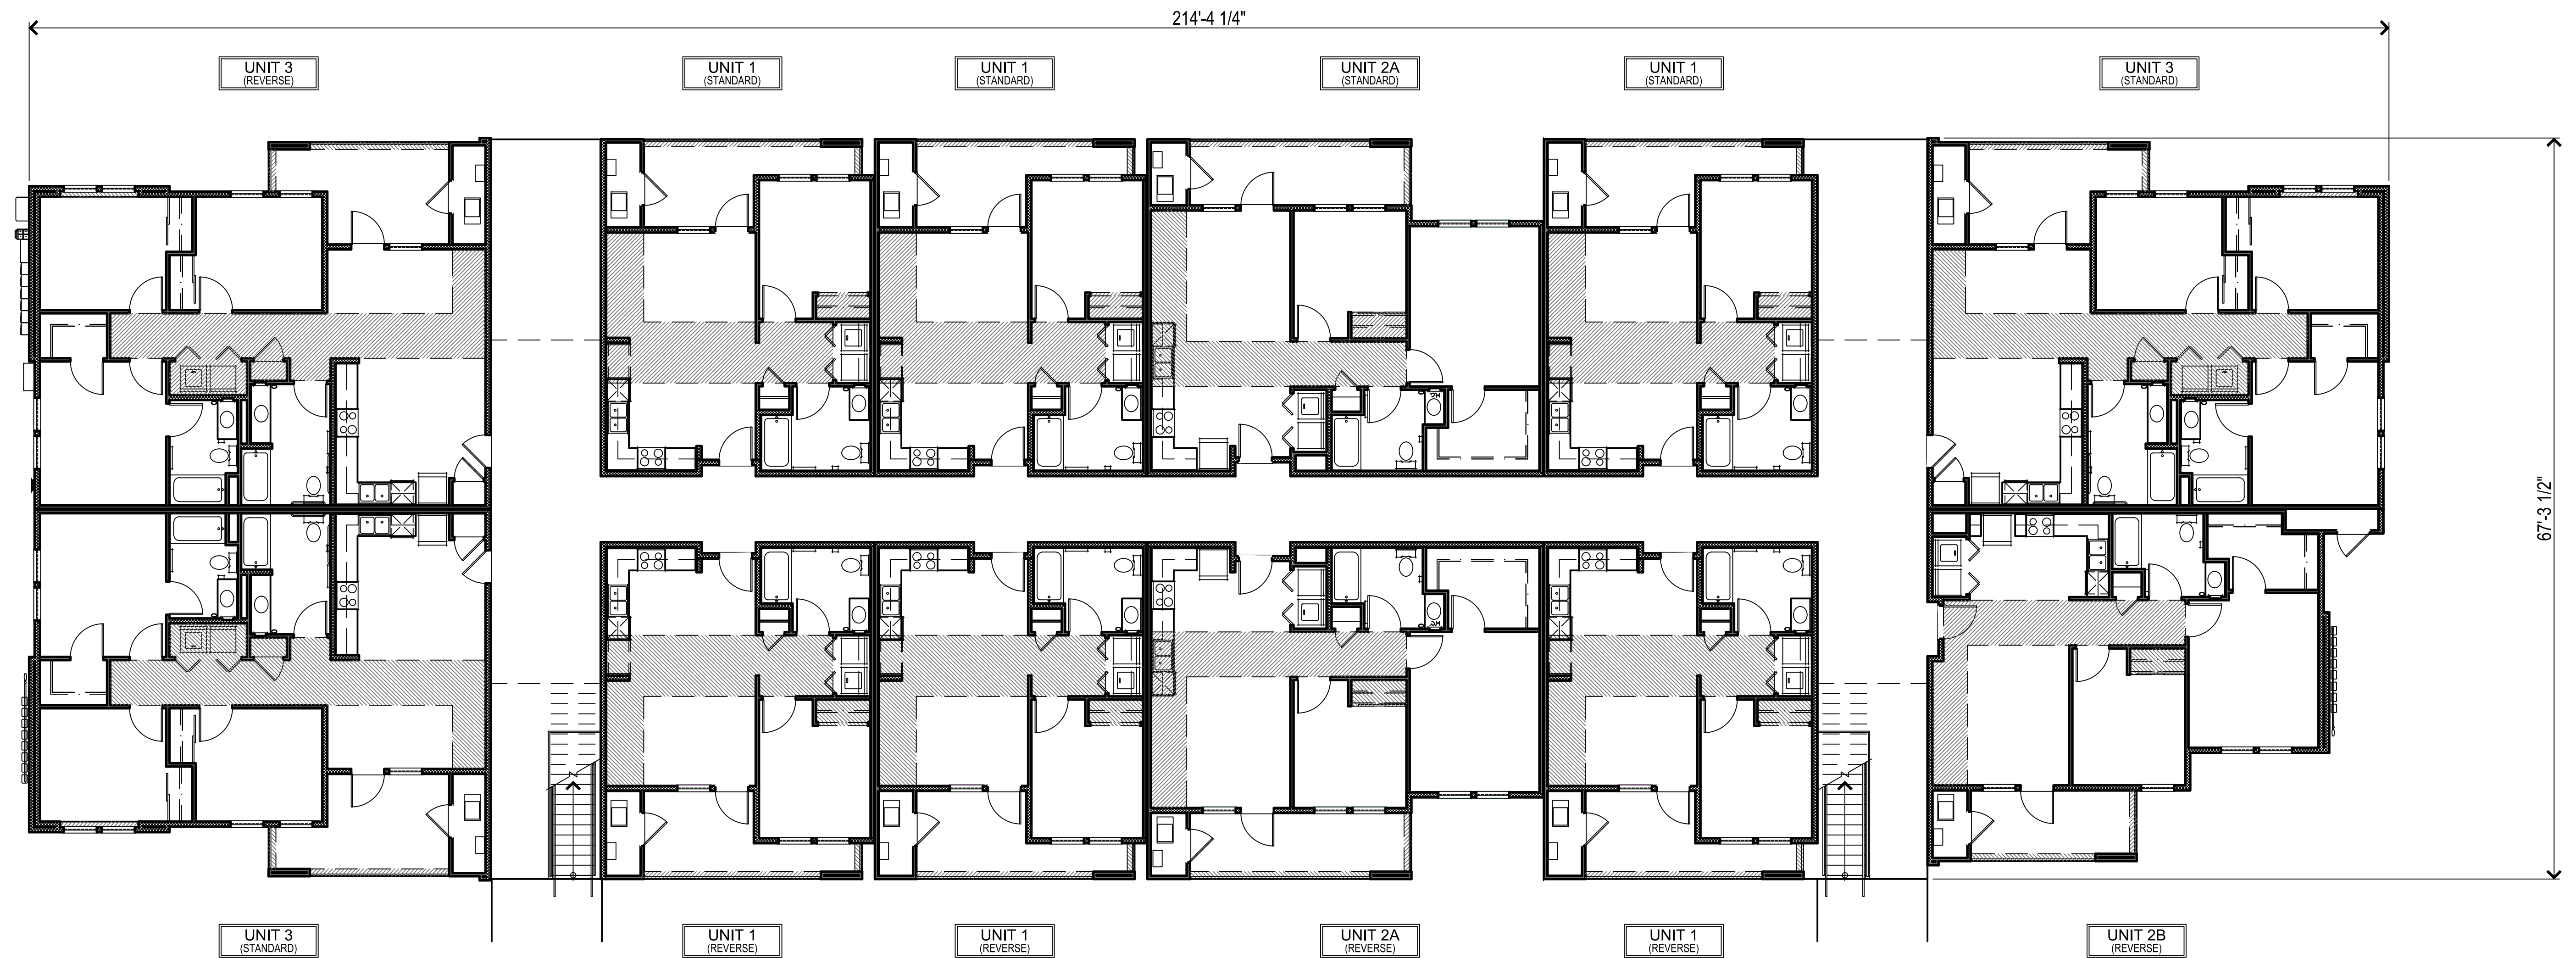 214'-4 1/4"
UNIT 3
(REVERSE)
UNIT 1
(STANDARD)
UNIT 1
(STANDARD)
UNIT 2A
(STANDARD)
UNIT 1
(STANDARD)
UNIT 3
(STANDARD)
67'-3 1/2"
UNIT 3
(STANDARD)
UNIT 1
(REVERSE)
UNIT 1
(REVERSE)
UNIT 2A
(REVERSE)
UNIT 1
(REVERSE)
UNIT 2B
(REVERSE)